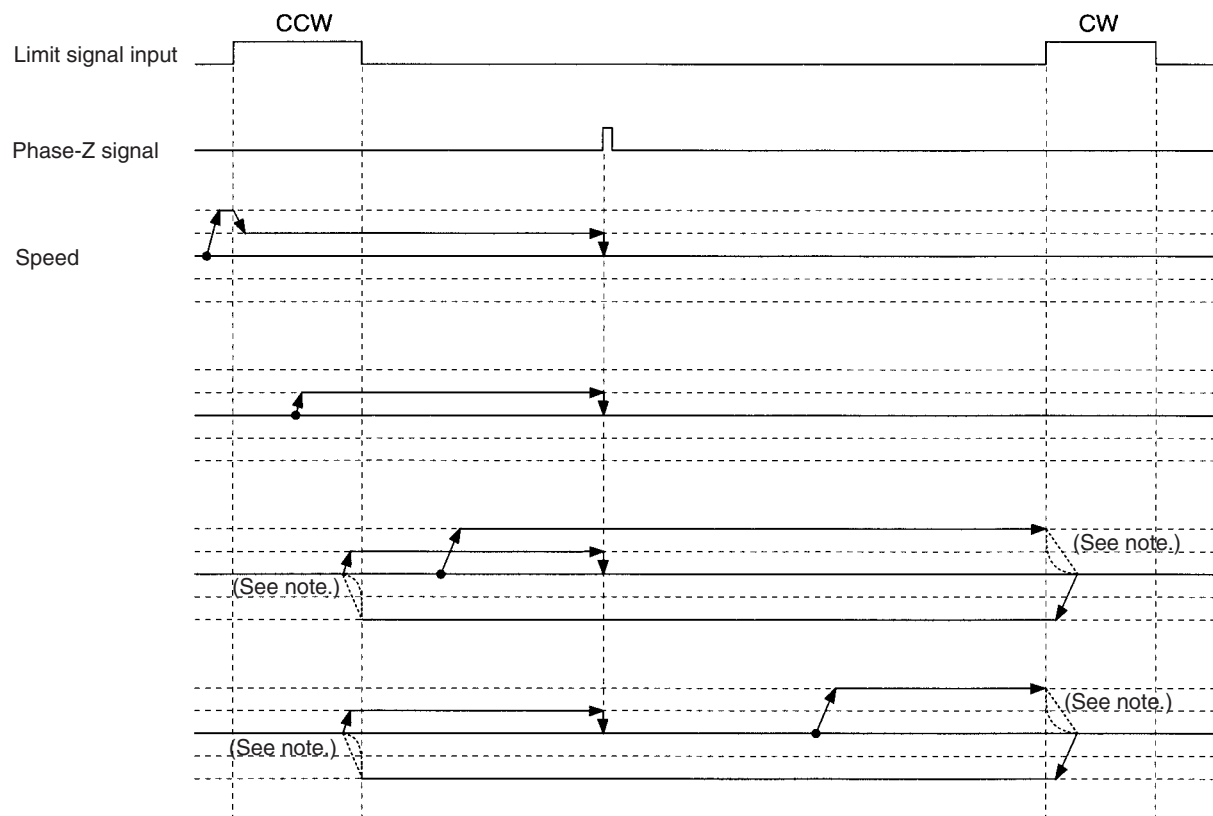 CCW
CW
Limit signal input
Phase-Z signal
Speed
(See note.)
(See note.)
(See note.)
(See note.)